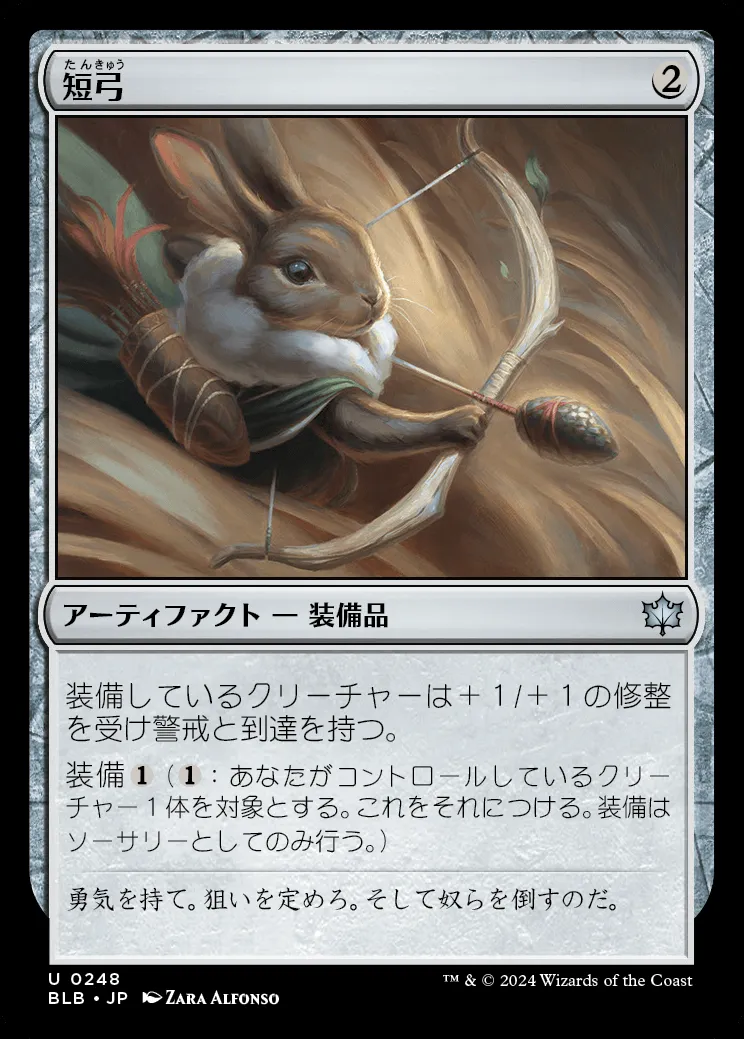 たんきゅう
短弓
2
アーティファクト — 装備品
装備しているクリーチャーは＋１/＋１の修整
を受け警戒と到達を持つ。
装備1（1：あなたがコントロールしているクリー
チャー１体を対象とする。これをそれにつける。装備は
ソーサリーとしてのみ行う。）
勇気を持て。狙いを定めろ。そして奴らを倒すのだ。
U 0248
BLB • JP ZARA ALFONSO
™ & © 2024 Wizards of the Coast